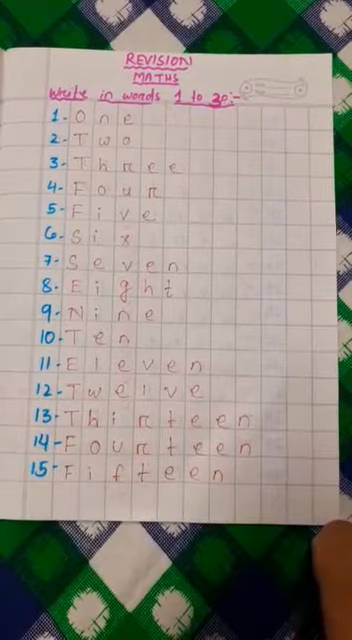 REVISION
MATHS
Write in words 1 to 30:-
1- One
2- Two
3- Three
4- Four
5- Five
6- Six
7- Seven
8- Eight
9- Nine
10- Ten
11- Eleven
12- Twelve
13- Thirteen
14- Fourteen
15- Fifteen